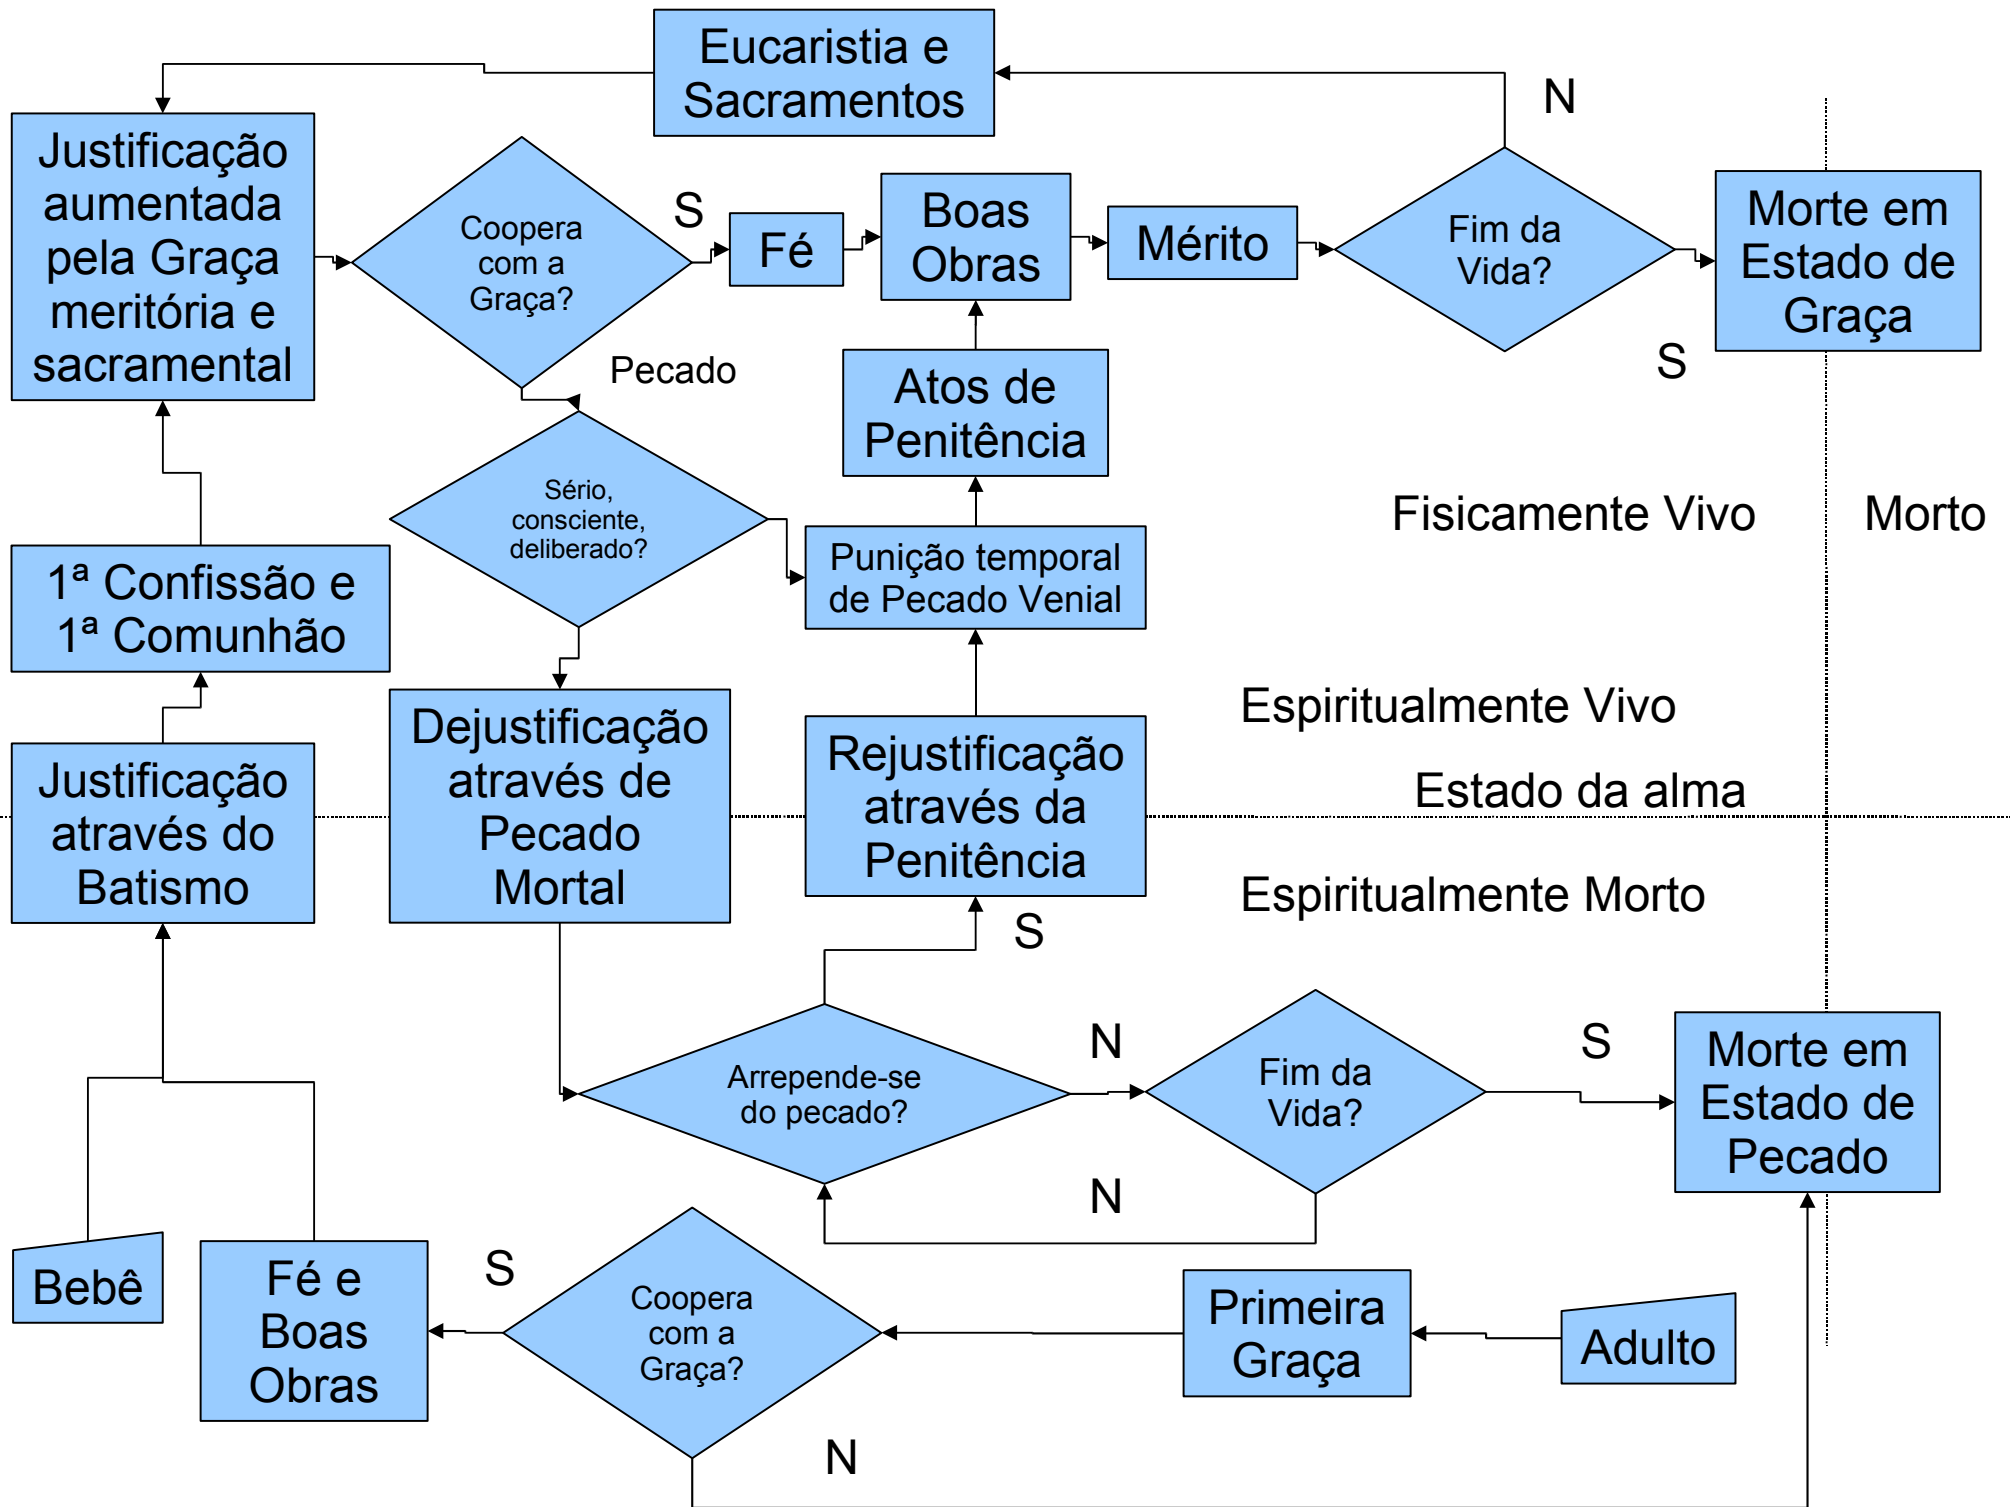 Eucaristia e
Sacramentos
N
Justificação
aumentada
pela Graça
meritória e
sacramental
Coopera
com a
Graça?
S
Fé
Boas
Obras
Mérito
Fim da
Vida?
S
Morte em
Estado de
Graça
Pecado
Atos de
Penitência
Sério,
consciente,
deliberado?
Fisicamente Vivo
Morto
1ª Confissão e
1ª Comunhão
Punição temporal
de Pecado Venial
Dejustificação
através de
Pecado
Mortal
Rejustificação
através da
Penitência
Espiritualmente Vivo
Estado da alma
Espiritualmente Morto
Justificação
através do
Batismo
S
Arrepende-se
do pecado?
N
Fim da
Vida?
S
Morte em
Estado de
Pecado
N
Bebê
Fé e
Boas
Obras
S
Coopera
com a
Graça?
Primeira
Graça
Adulto
N